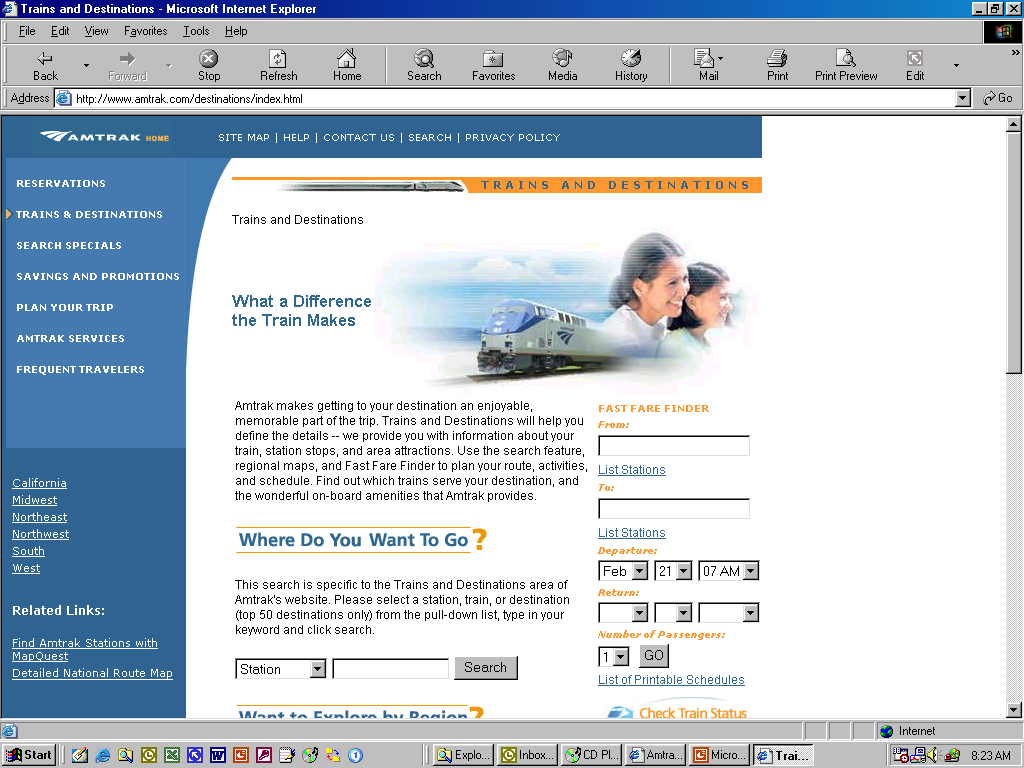 Trains and Destinations - Microsoft Internet Explorer
File Edit View Favorites Tools Help
Back Forward Stop Refresh Home Search Favorites Media History Mail Print Print Preview Edit »
Address http://www.amtrak.com/destinations/index.html Go
AMTRAK HOME
SITE MAP | HELP | CONTACT US | SEARCH | PRIVACY POLICY
RESERVATIONS
TRAINS & DESTINATIONS
SEARCH SPECIALS
SAVINGS AND PROMOTIONS
PLAN YOUR TRIP
AMTRAK SERVICES
FREQUENT TRAVELERS
California
Midwest
Northeast
Northwest
South
West
Related Links:
Find Amtrak Stations with
MapQuest
Detailed National Route Map
TRAINS AND DESTINATIONS
Trains and Destinations
What a Difference
the Train Makes
Amtrak makes getting to your destination an enjoyable,
memorable part of the trip. Trains and Destinations will help you
define the details -- we provide you with information about your
train, station stops, and area attractions. Use the search feature,
regional maps, and Fast Fare Finder to plan your route, activities,
and schedule. Find out which trains serve your destination, and
the wonderful on-board amenities that Amtrak provides.
Where Do You Want To Go?
This search is specific to the Trains and Destinations area of
Amtrak's website. Please select a station, train, or destination
(top 50 destinations only) from the pull-down list, type in your
keyword and click search.
Station Search
Want to Explore by Region?
FAST FARE FINDER
From:
List Stations
To:
List Stations
Departure:
Feb 21 07 AM
Return:
Number of Passengers:
1 GO
List of Printable Schedules
Check Train Status
Internet
Start Explo... Inbox... CD Pl... Amtra... Micro... Trai... 8:23 AM